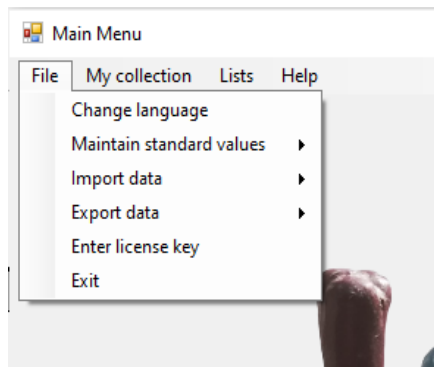 Main Menu
File My collection Lists Help
Change language
Maintain standard values
Import data
Export data
Enter license key
Exit